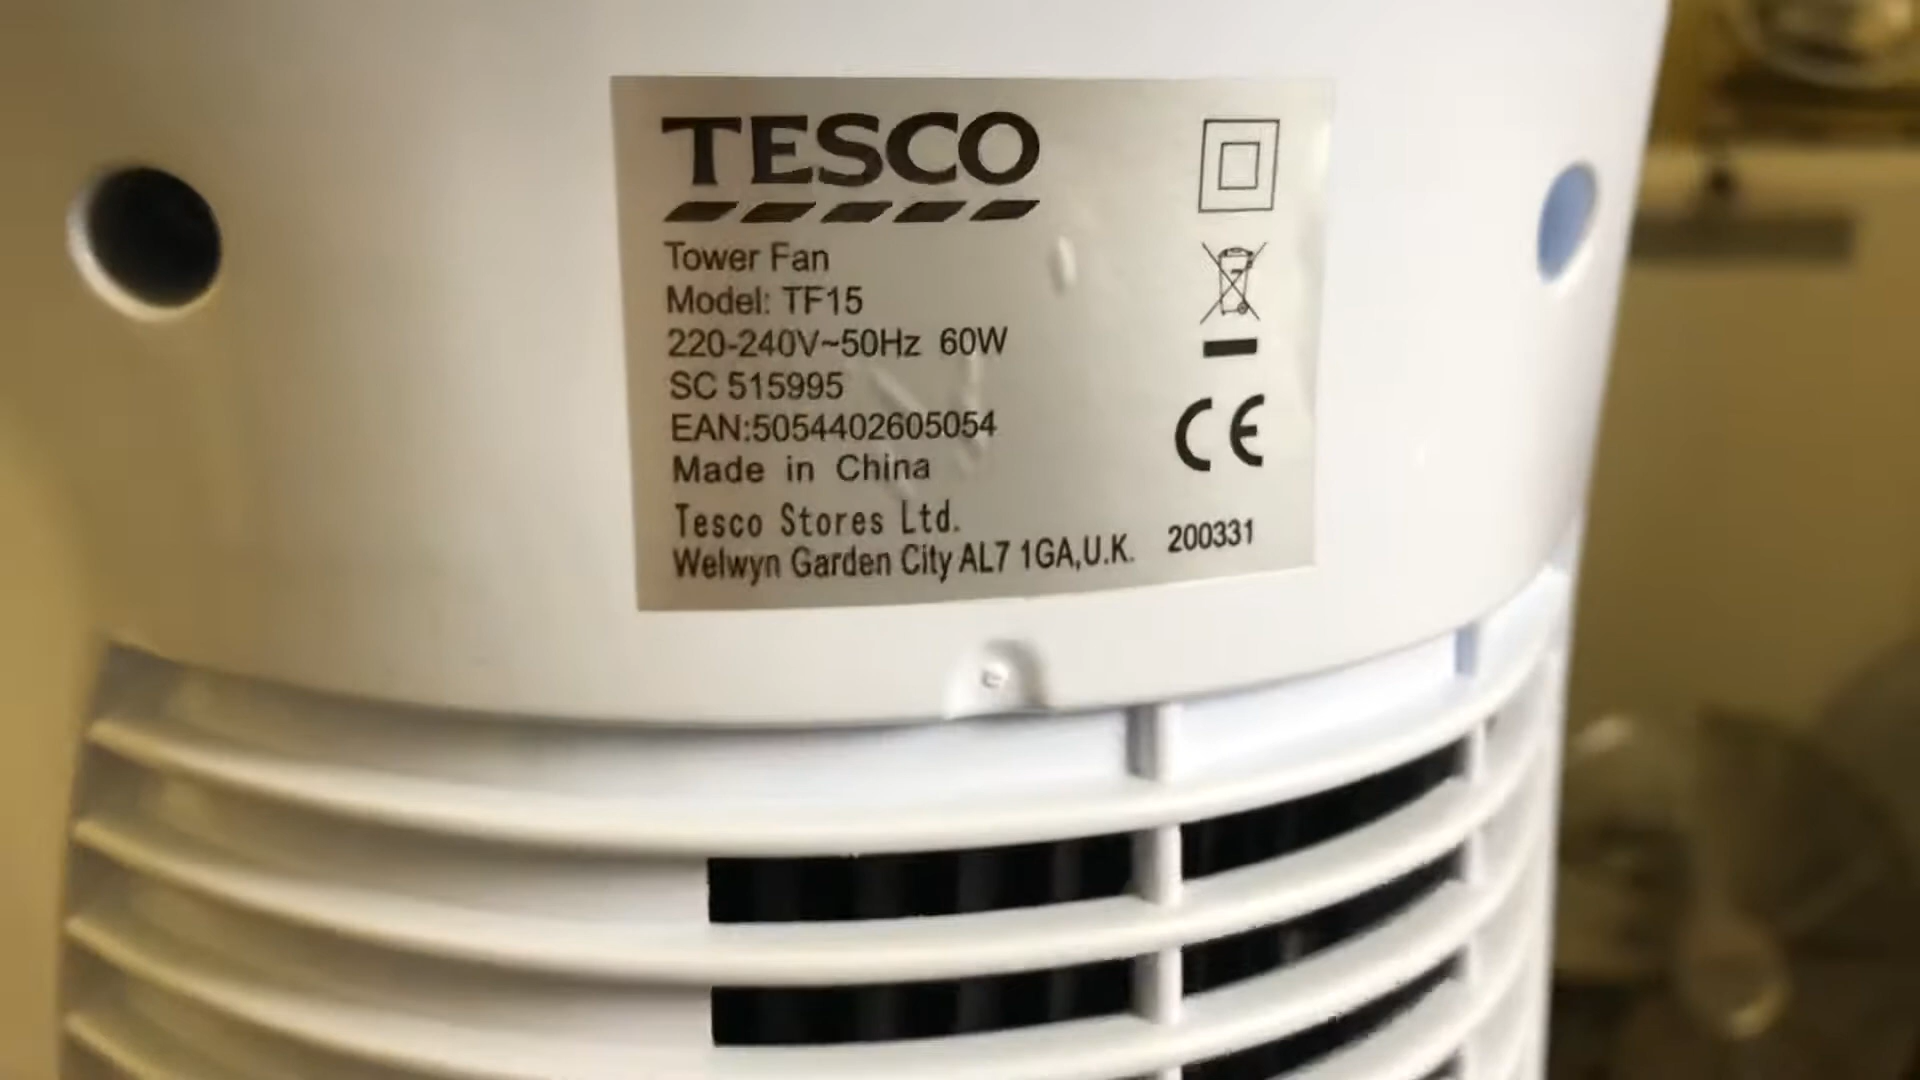 TESCO
Tower Fan
Model: TF15
220-240V~50Hz 60W
SC 515995
EAN:5054402605054
Made in China
Tesco Stores Ltd.
Welwyn Garden City AL7 1GA,U.K. 200331
CE